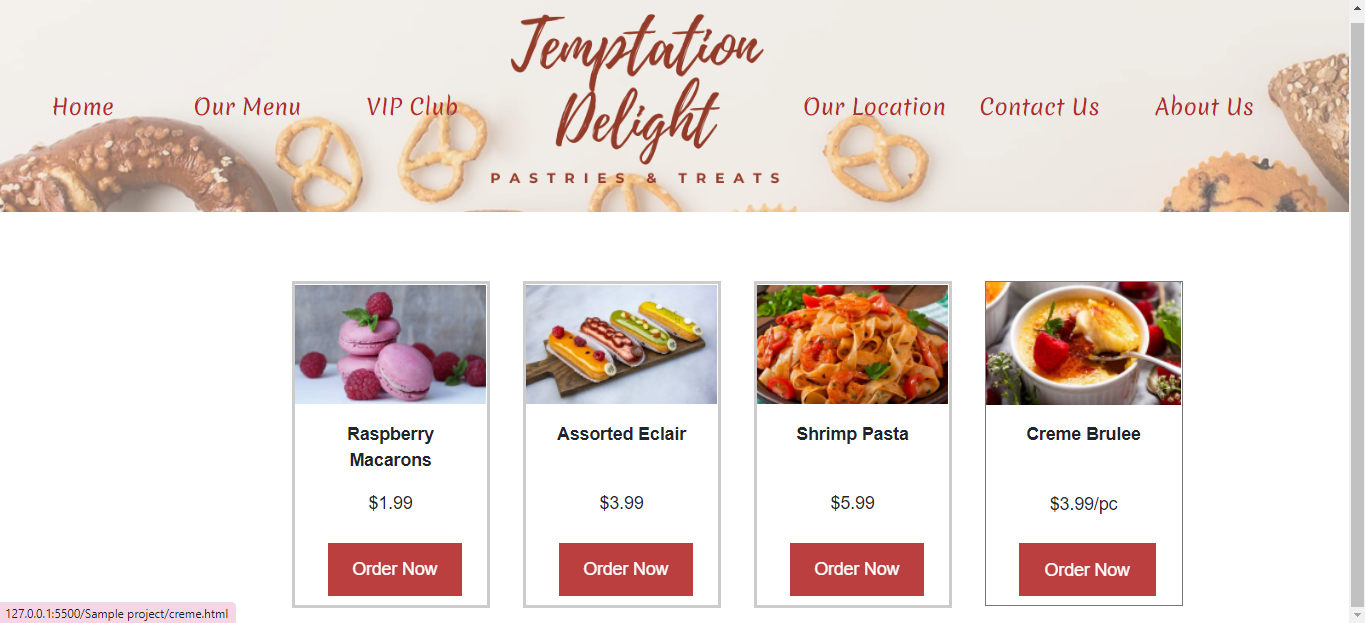 Temptation
Delight
PASTRIES & TREATS
Home
Our Menu
VIP Club
Our Location
Contact Us
About Us
Raspberry
Macarons
$1.99
Order Now
Assorted Eclair
$3.99
Order Now
Shrimp Pasta
$5.99
Order Now
Creme Brulee
$3.99/pc
Order Now
127.0.0.1:5500/Sample project/creme.html